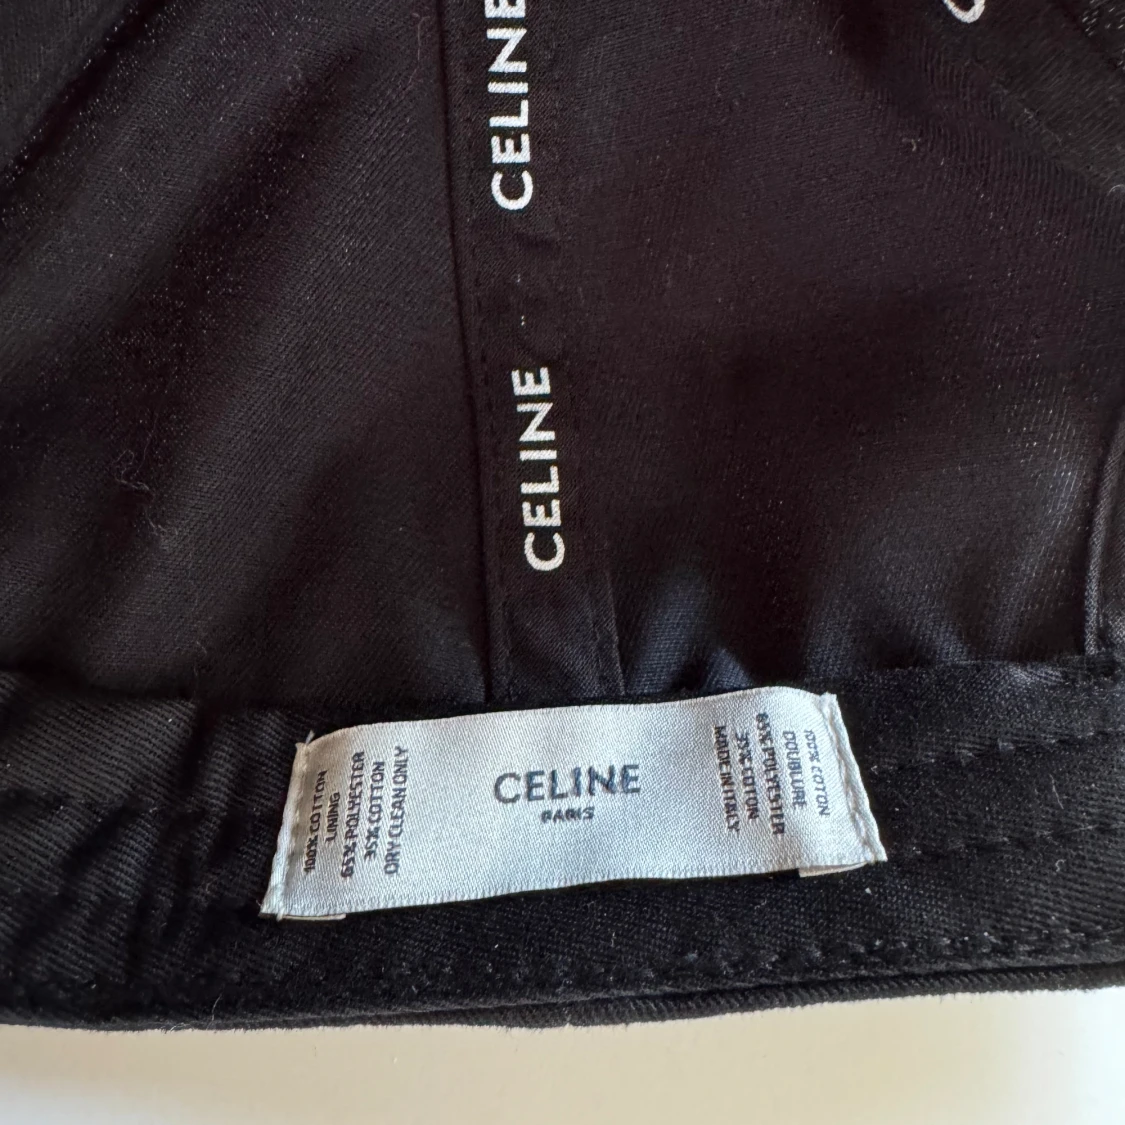 CELINE
CELINE
100% COTTON
LINING
65% POLYESTER
35% COTTON
DRY CLEAN ONLY
CELINE
PARIS
100% COTON
DOUBLURE
65% POLYESTER
35% COTON
MADE IN ITALY